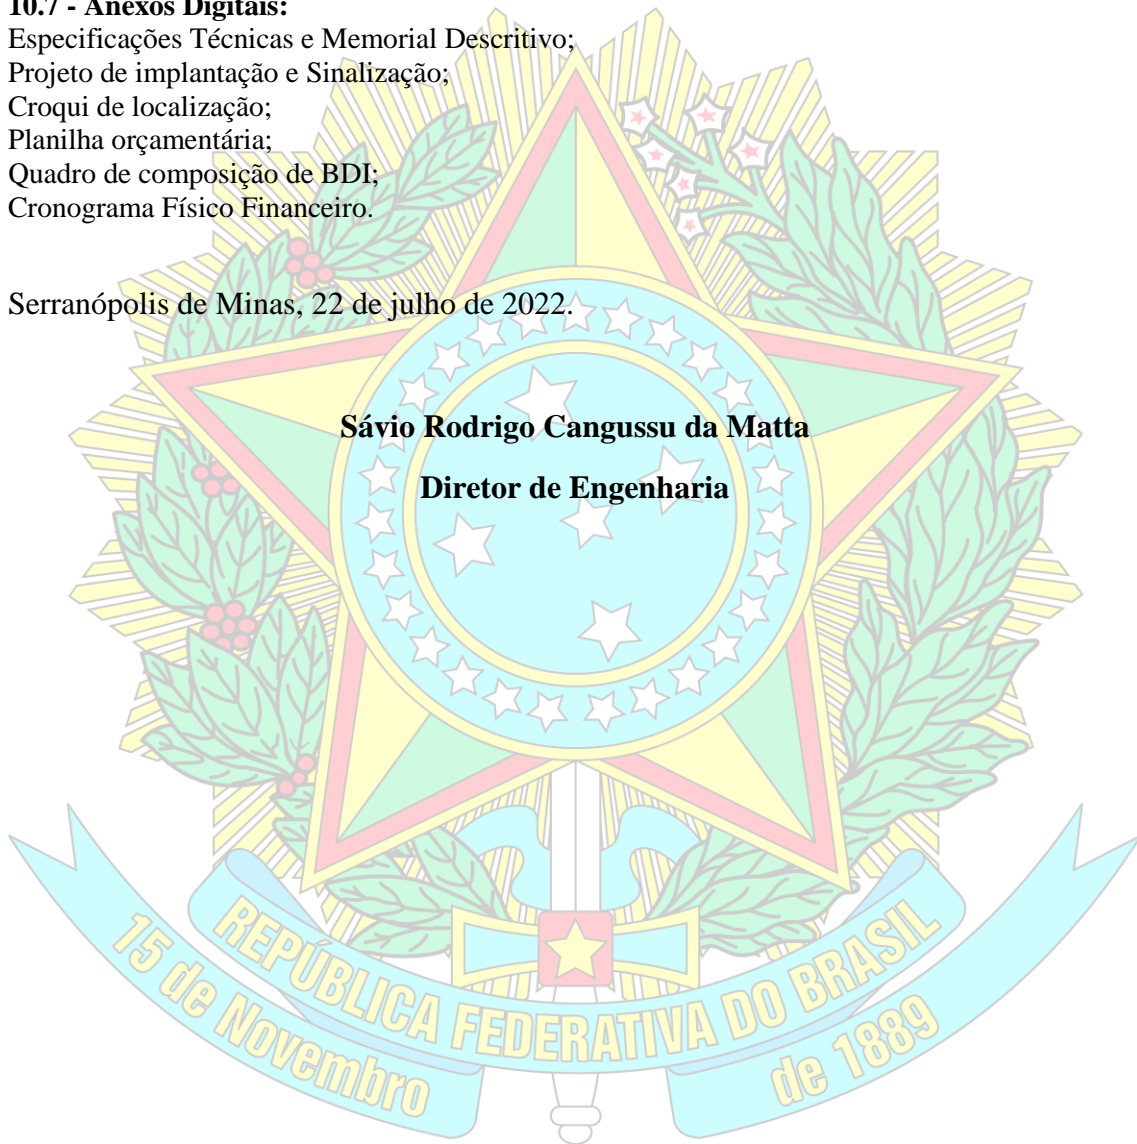 10.7 - Anexos Digitais:
Especificações Técnicas e Memorial Descritivo;
Projeto de implantação e Sinalização;
Croqui de localização;
Planilha orçamentária;
Quadro de composição de BDI;
Cronograma Físico Financeiro.
Serranópolis de Minas, 22 de julho de 2022.
Sávio Rodrigo Cangussu da Matta
Diretor de Engenharia
REPÚBLICA FEDERATIVA DO BRASIL
15 de Novembro
de 1889